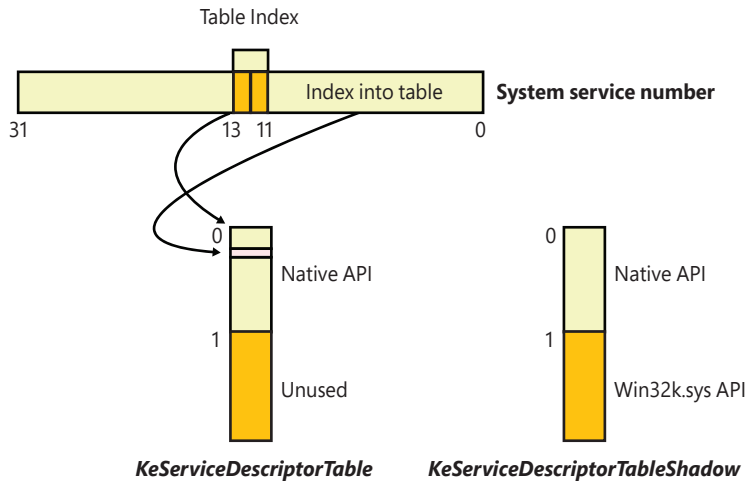 Table Index
Index into table
System service number
31
13
11
0
0
0
Native API
Native API
1
1
Unused
Win32k.sys API
KeServiceDescriptorTable
KeServiceDescriptorTableShadow